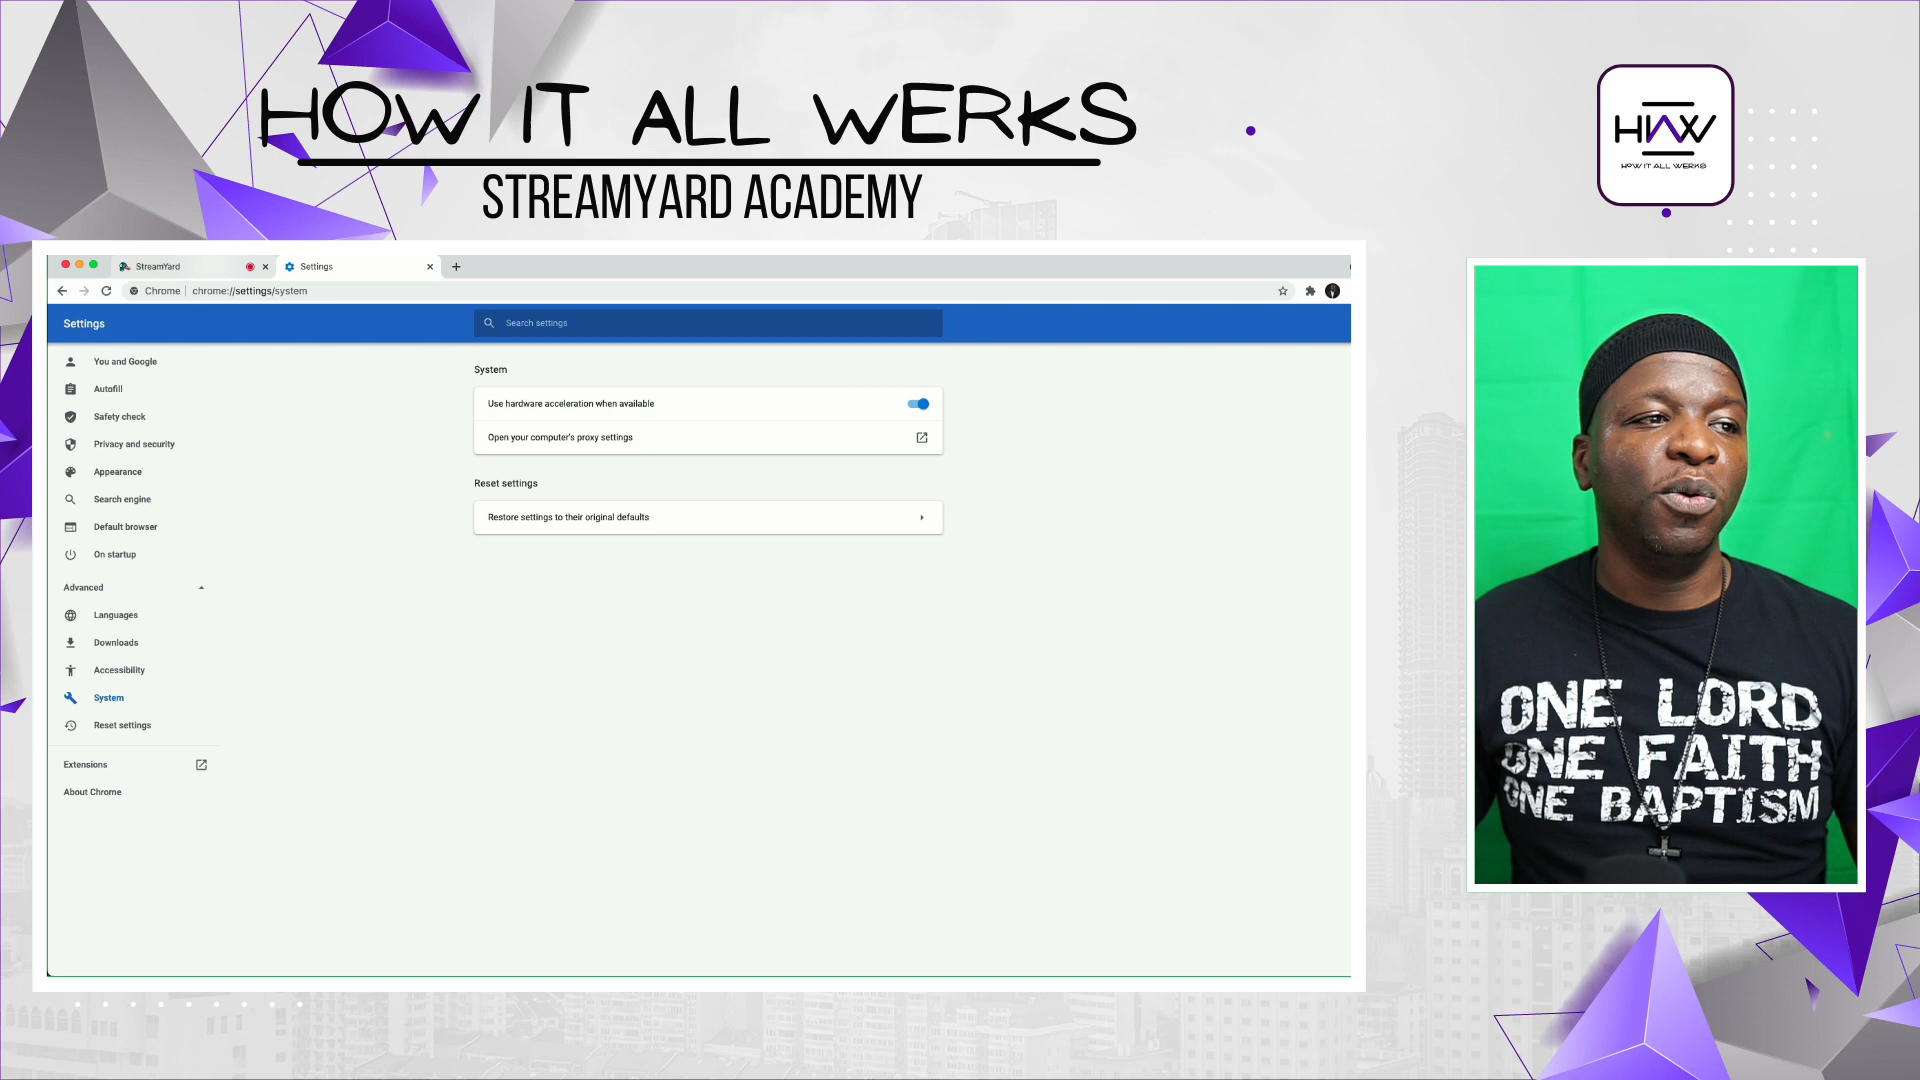 HOW IT ALL WERKS
STREAMYARD ACADEMY
HIAW
HOW IT ALL WERKS
StreamYard
Settings
Chrome
chrome://settings/system
Settings
Search settings
You and Google
Autofill
Safety check
Privacy and security
Appearance
Search engine
Default browser
On startup
Advanced
Languages
Downloads
Accessibility
System
Reset settings
Extensions
About Chrome
System
Use hardware acceleration when available
Open your computer's proxy settings
Reset settings
Restore settings to their original defaults
ONE LORD
ONE FAITH
ONE BAPTISM